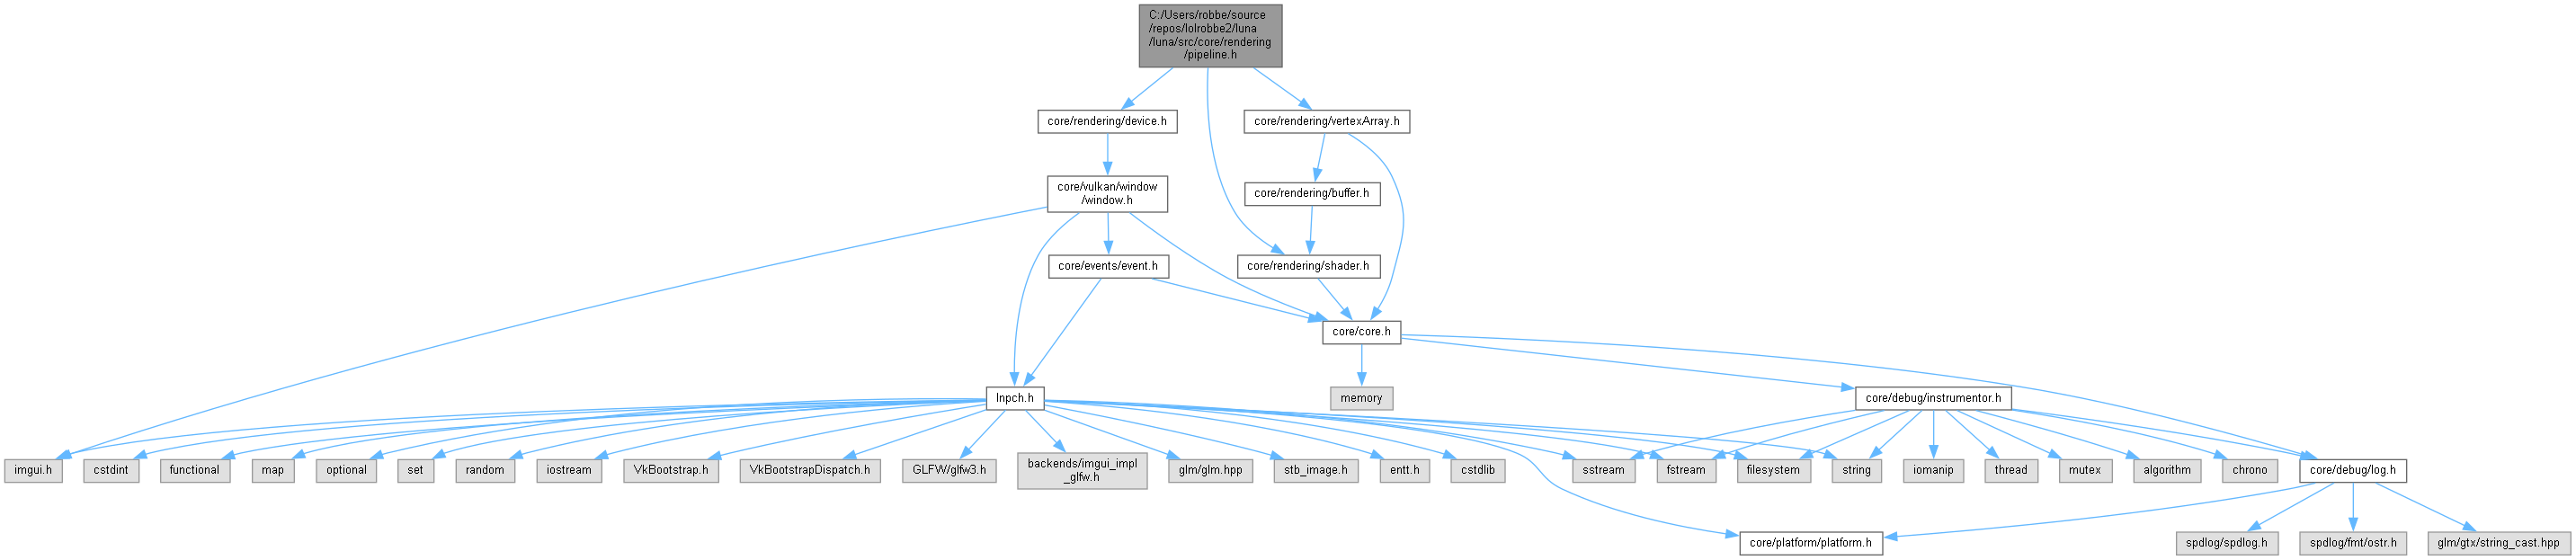 C:/Users/robbe/source
/repos/lolrobbe2/luna
/luna/src/core/rendering
/pipeline.h
core/rendering/device.h
core/rendering/vertexArray.h
core/vulkan/window
/window.h
core/rendering/buffer.h
core/events/event.h
core/rendering/shader.h
core/core.h
lnpch.h
memory
core/debug/instrumentor.h
imgui.h
cstdint
functional
map
optional
set
random
iostream
VkBootstrap.h
VkBootstrapDispatch.h
GLFW/glfw3.h
backends/imgui_impl
_glfw.h
glm/glm.hpp
stb_image.h
entt.h
cstdlib
sstream
fstream
filesystem
string
iomanip
thread
mutex
algorithm
chrono
core/debug/log.h
core/platform/platform.h
spdlog/spdlog.h
spdlog/fmt/ostr.h
glm/gtx/string_cast.hpp